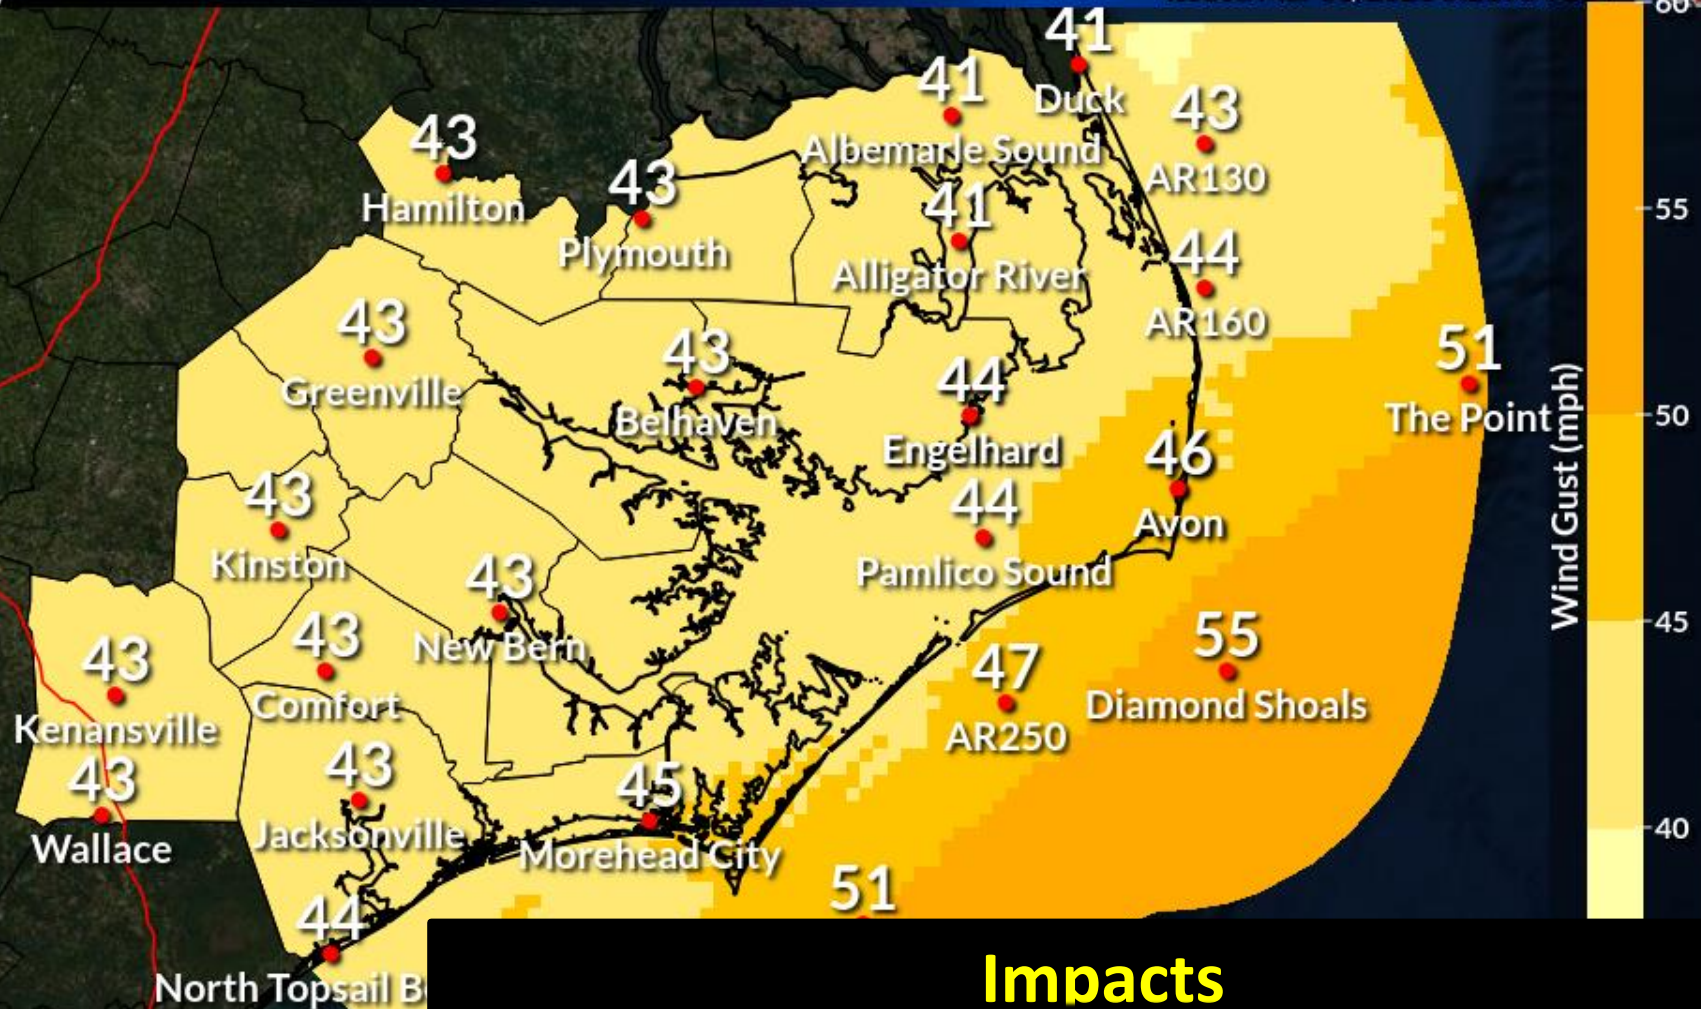 60
41
41
Duck
43
Albemarle Sound
AR130
43
Hamilton
43
Plymouth
41
Alligator River
55
44
AR160
43
Greenville
43
Belhaven
51
The Point
50
44
Engelhard
46
Avon
Wind Gust (mph)
43
Kinston
44
Pamlico Sound
43
New Bern
45
43
Comfort
43
Kenansville
47
AR250
55
Diamond Shoals
43
Wallace
43
Jacksonville
45
Morehead City
40
51
44
North Topsail
Impacts